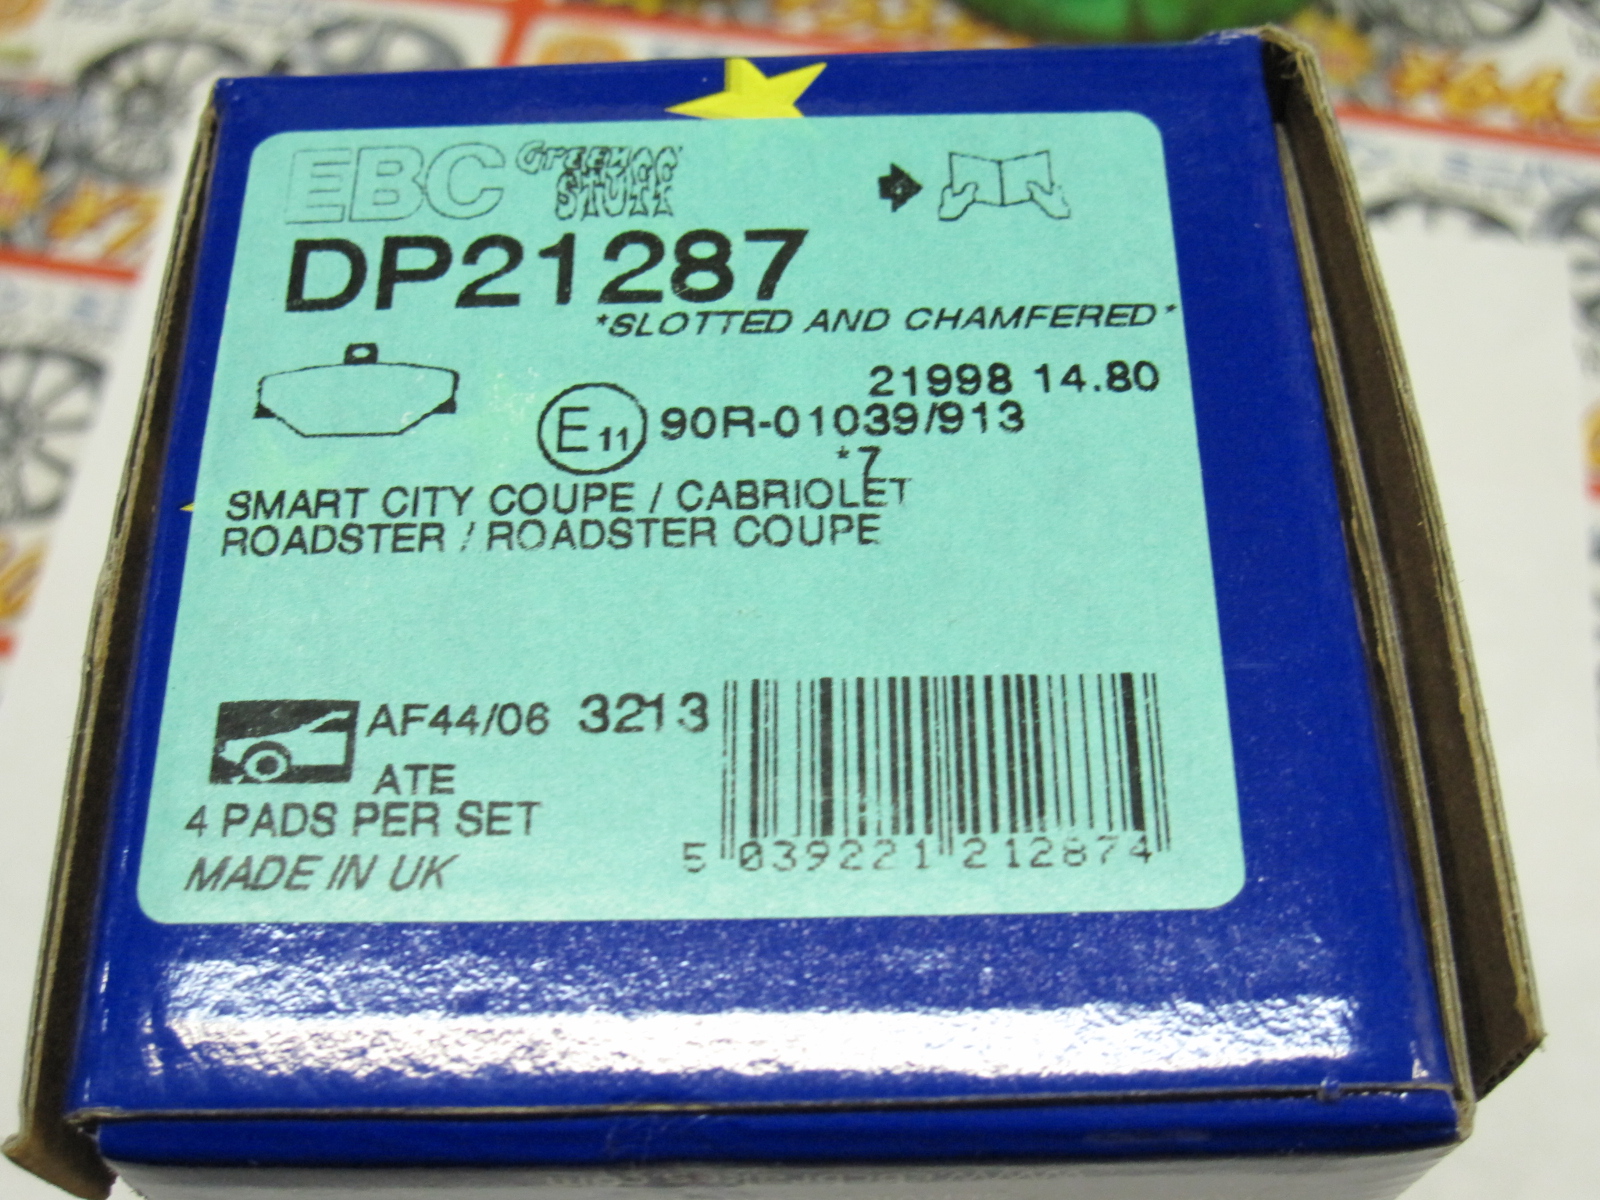 EBC GREENSTUFF
DP21287
*SLOTTED AND CHAMFERED*
21998 14.80
E11 90R-01039/913
*7
SMART CITY COUPE / CABRIOLET
ROADSTER / ROADSTER COUPE
AF44/06 3213
ATE
4 PADS PER SET
MADE IN UK
5 039221 212874